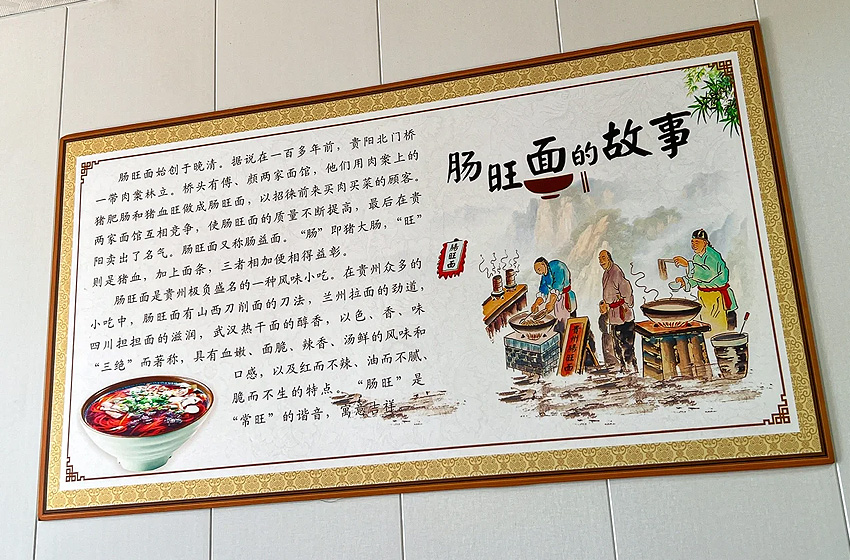 肠旺面的故事
肠旺面始创于晚清。据说在一百多年前，贵阳北门桥
一带肉案林立。桥头有傅、颜两家面馆，他们用肉案上的
猪肥肠和猪血旺做成肠旺面，以招徕前来买肉买菜的顾客。
两家面馆互相竞争，使肠旺面的质量不断提高，最后在贵
阳卖出了名气。肠旺面又称肠益面。“肠”即猪大肠，“旺”
则是猪血，加上面条，三者相加便相得益彰。
肠旺面是贵州极负盛名的一种风味小吃。在贵州众多的
小吃中，肠旺面有山西刀削面的刀法，兰州拉面的劲道，
四川担担面的滋润，武汉热干面的醇香，以色、香、味
“三绝”而著称，具有血嫩、面脆、辣香、汤鲜的风味和
口感，以及红而不辣、油而不腻、
脆而不生的特点。“肠旺”是
“常旺”的谐音，寓意吉祥。
肠旺面
贵州肠旺面